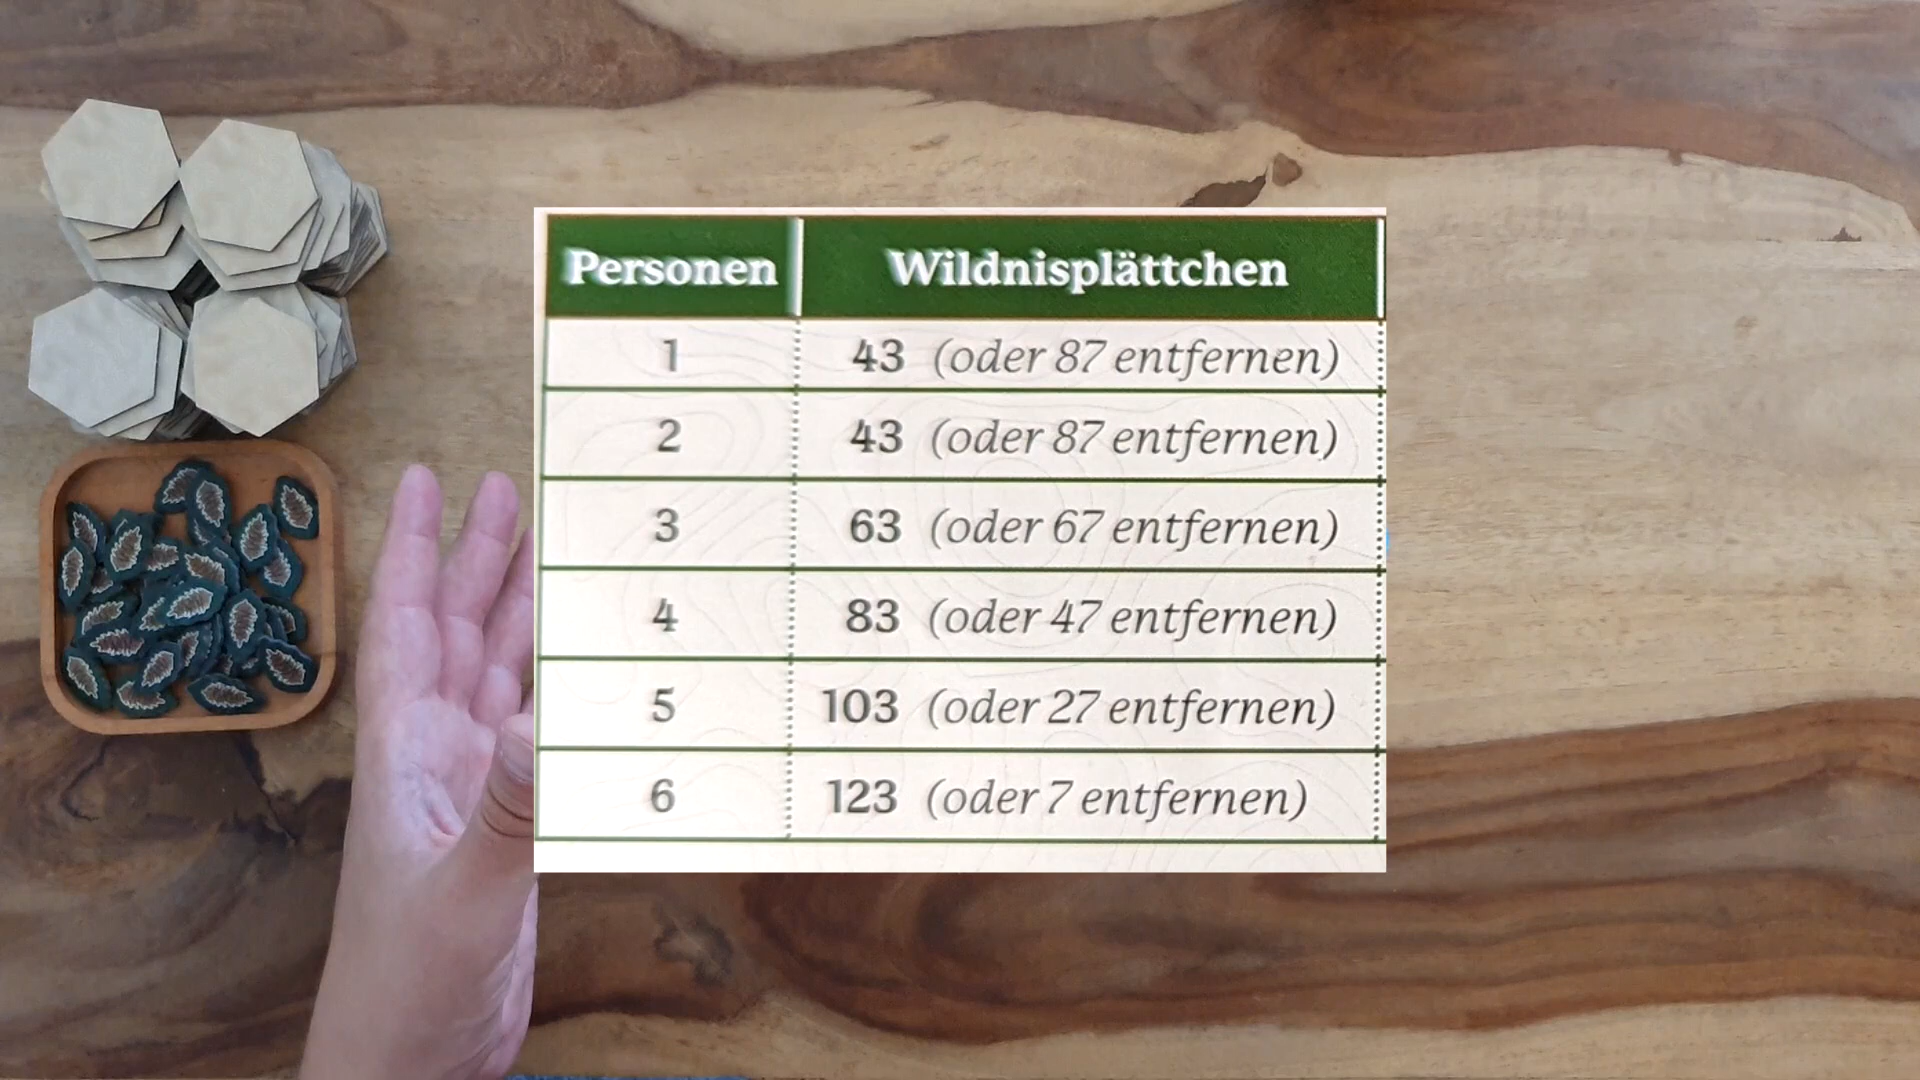 Personen Wildnisplättchen
1 43 (oder 87 entfernen)
2 43 (oder 87 entfernen)
3 63 (oder 67 entfernen)
4 83 (oder 47 entfernen)
5 103 (oder 27 entfernen)
6 123 (oder 7 entfernen)